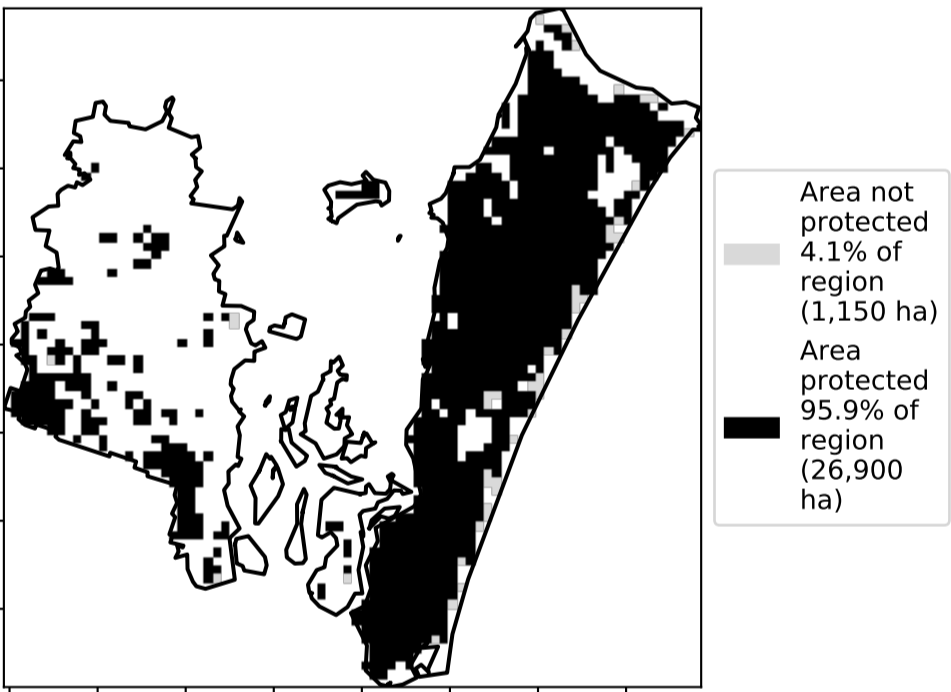 Area not
protected
4.1% of
region
(1,150 ha)
Area
protected
95.9% of
region
(26,900
ha)